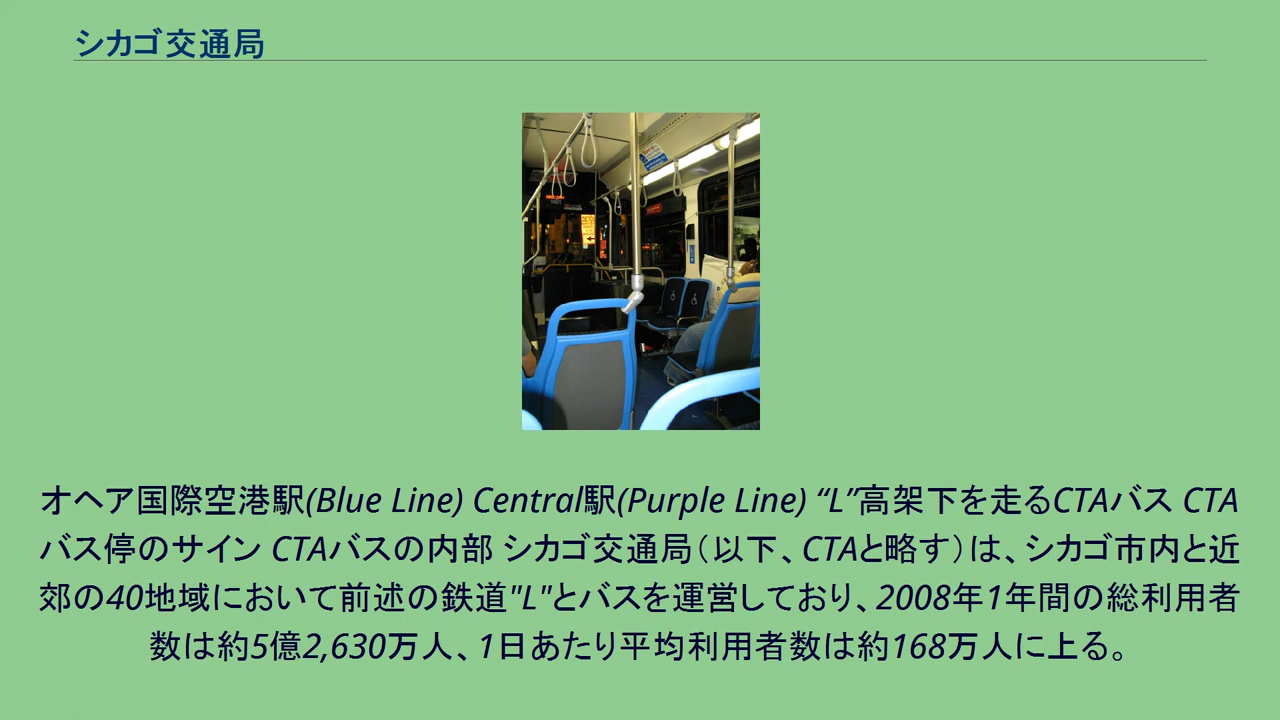 シカゴ交通局
オヘア国際空港駅(Blue Line) Central駅(Purple Line) “L”高架下を走るCTAバス CTA
バス停のサイン CTAバスの内部 シカゴ交通局（以下、CTAと略す）は、シカゴ市内と近
郊の40地域において前述の鉄道"L"とバスを運営しており、2008年1年間の総利用者
数は約5億2,630万人、1日あたり平均利用者数は約168万人に上る。